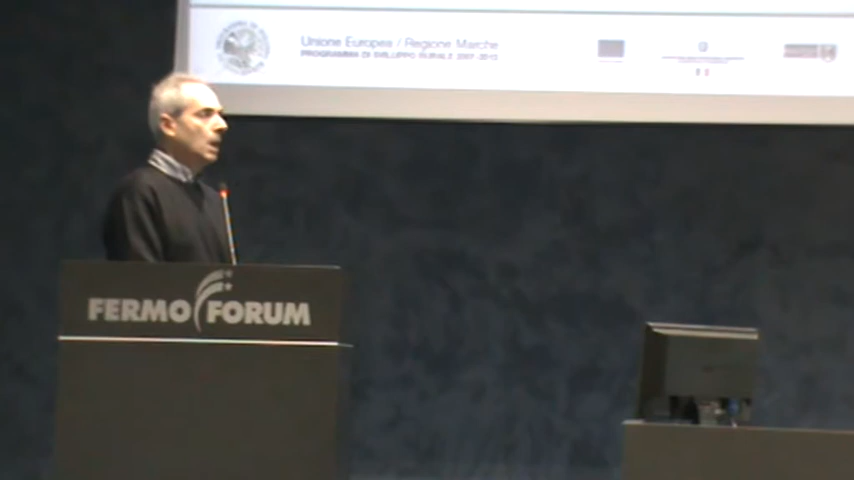 Unione Europea / Regione Marche
PROGRAMMA DI SVILUPPO RURALE 2007-2013
FERMO FORUM